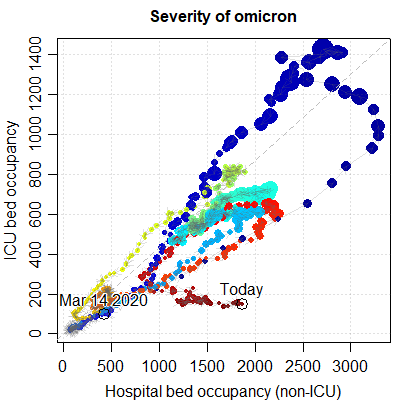 Severity of omicron
ICU bed occupancy
1400
1200
1000
800
600
400
200
0
Mar 14 2020
Today
0 500 1000 1500 2000 2500 3000
Hospital bed occupancy (non-ICU)